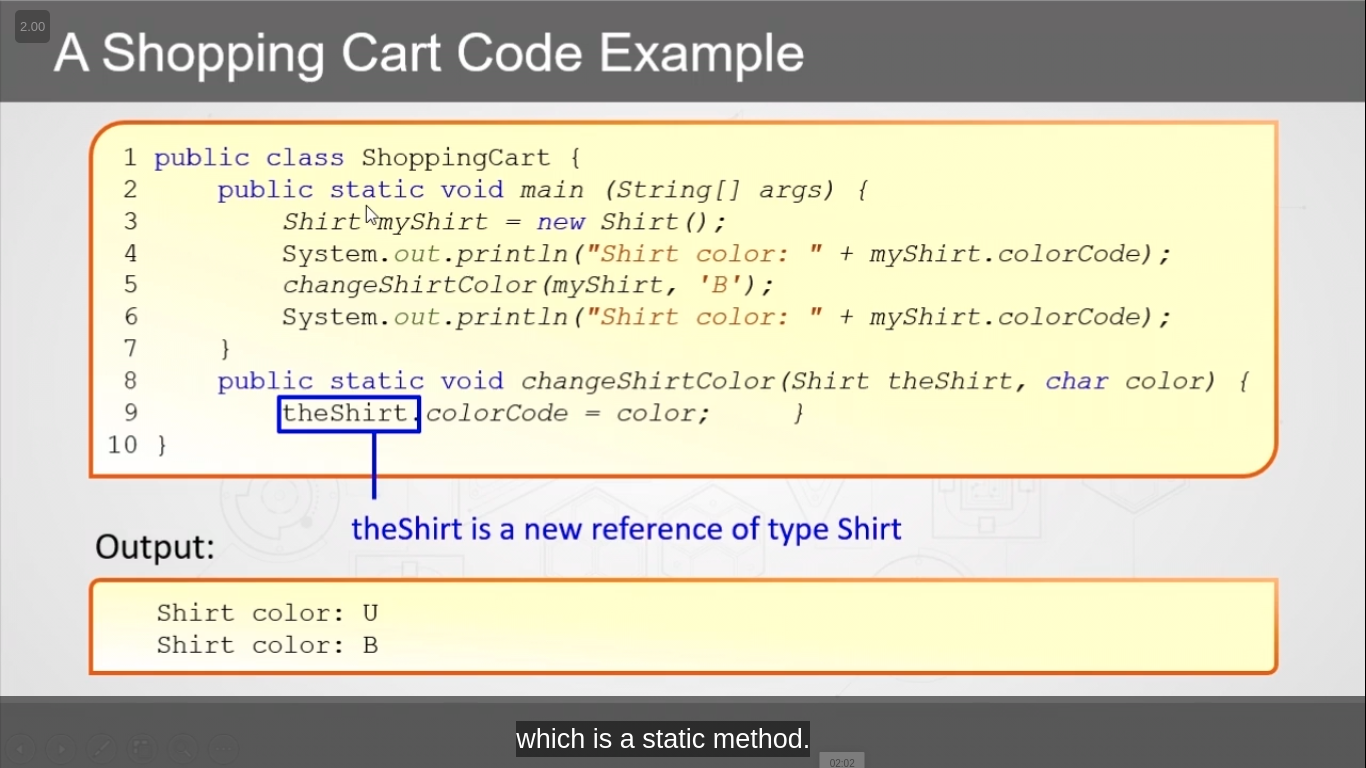 2.00
A Shopping Cart Code Example
1 public class ShoppingCart {
2 public static void main (String[] args) {
3 Shirt myShirt = new Shirt();
4 System.out.println("Shirt color: " + myShirt.colorCode);
5 changeShirtColor(myShirt, 'B');
6 System.out.println("Shirt color: " + myShirt.colorCode);
7 }
8 public static void changeShirtColor(Shirt theShirt, char color) {
9 theShirt.colorCode = color; }
10 }
theShirt is a new reference of type Shirt
Output:
Shirt color: U
Shirt color: B
which is a static method.
02:02